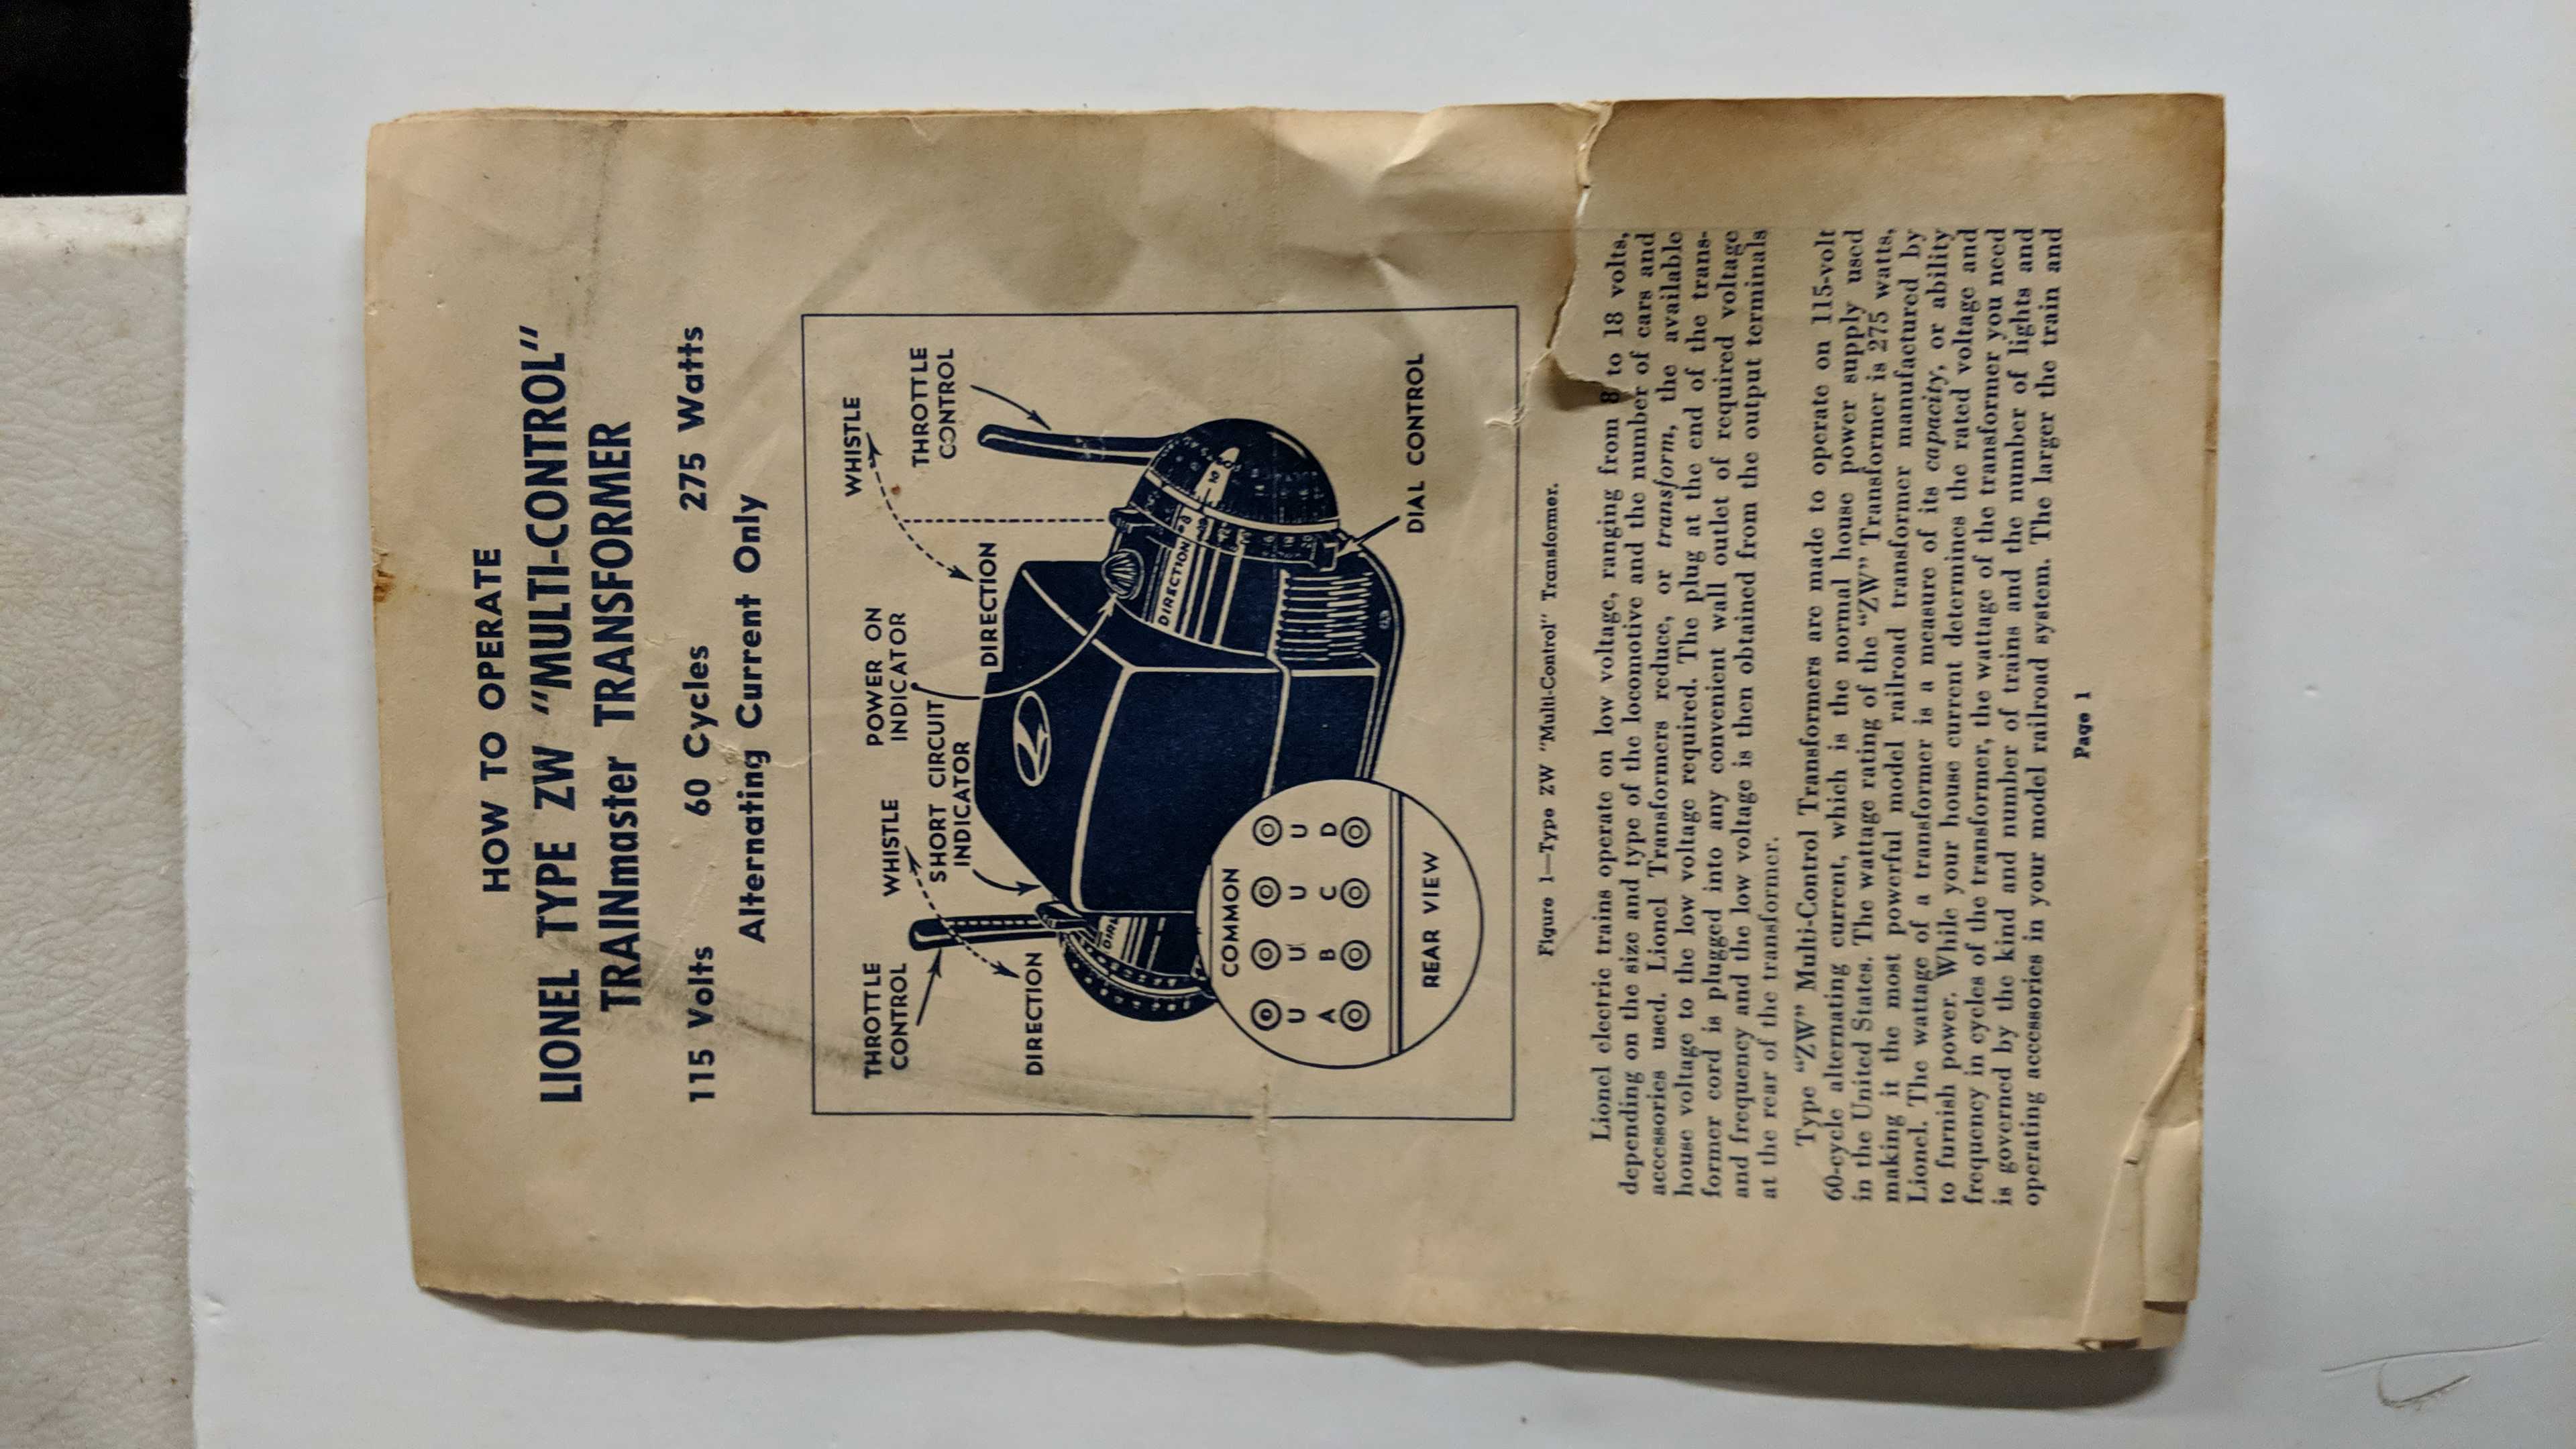 HOW TO OPERATE
LIONEL TYPE ZW "MULTI-CONTROL"
TRAINmaster TRANSFORMER
115 Volts 60 Cycles 275 Watts
Alternating Current Only
THROTTLE
CONTROL
WHISTLE
DIRECTION
SHORT CIRCUIT
INDICATOR
POWER ON
INDICATOR
DIRECTION
WHISTLE
THROTTLE
CONTROL
L
DIRECTION
10
DIRE
COMMON
U U U U
A B C D
REAR VIEW
DIAL CONTROL
Figure 1—Type ZW "Multi-Control" Transformer.
Lionel electric trains operate on low voltage, ranging from 8 to 18 volts,
depending on the size and type of the locomotive and the number of cars and
accessories used. Lionel Transformers reduce, or transform, the available
house voltage to the low voltage required. The plug at the end of the trans-
former cord is plugged into any convenient wall outlet of required voltage
and frequency and the low voltage is then obtained from the output terminals
at the rear of the transformer.
Type "ZW" Multi-Control Transformers are made to operate on 115-volt
60-cycle alternating current, which is the normal house power supply used
in the United States. The wattage rating of the "ZW" Transformer is 275 watts,
making it the most powerful model railroad transformer manufactured by
Lionel. The wattage of a transformer is a measure of its capacity, or ability
to furnish power. While your house current determines the rated voltage and
frequency in cycles of the transformer, the wattage of the transformer you need
is governed by the kind and number of trains and the number of lights and
operating accessories in your model railroad system. The larger the train and
Page 1